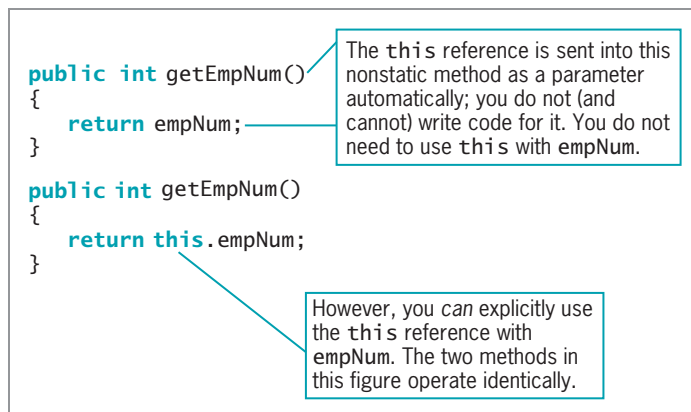 public int getEmpNum()
{
return empNum;
}
The this reference is sent into this
nonstatic method as a parameter
automatically; you do not (and
cannot) write code for it. You do not
need to use this with empNum.
public int getEmpNum()
{
return this.empNum;
}
However, you can explicitly use
the this reference with
empNum. The two methods in
this figure operate identically.